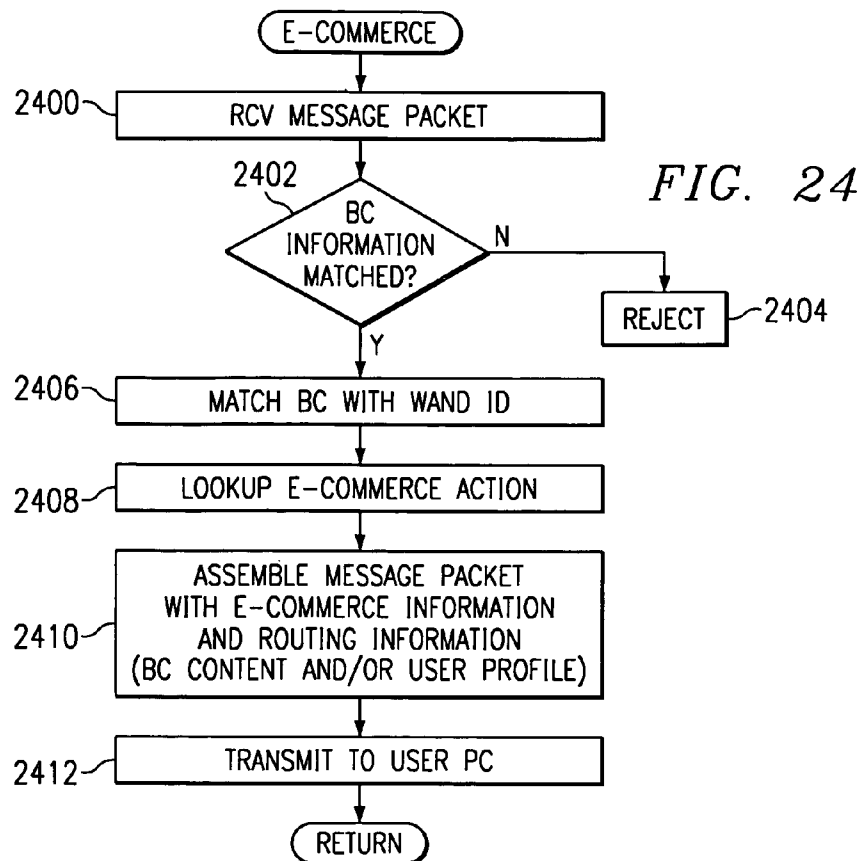 E-COMMERCE
2400
RCV MESSAGE PACKET
2402
FIG. 24
BC
INFORMATION
MATCHED?
N
REJECT
2404
Y
2406
MATCH BC WITH WAND ID
2408
LOOKUP E-COMMERCE ACTION
2410
ASSEMBLE MESSAGE PACKET
WITH E-COMMERCE INFORMATION
AND ROUTING INFORMATION
(BC CONTENT AND/OR USER PROFILE)
2412
TRANSMIT TO USER PC
RETURN